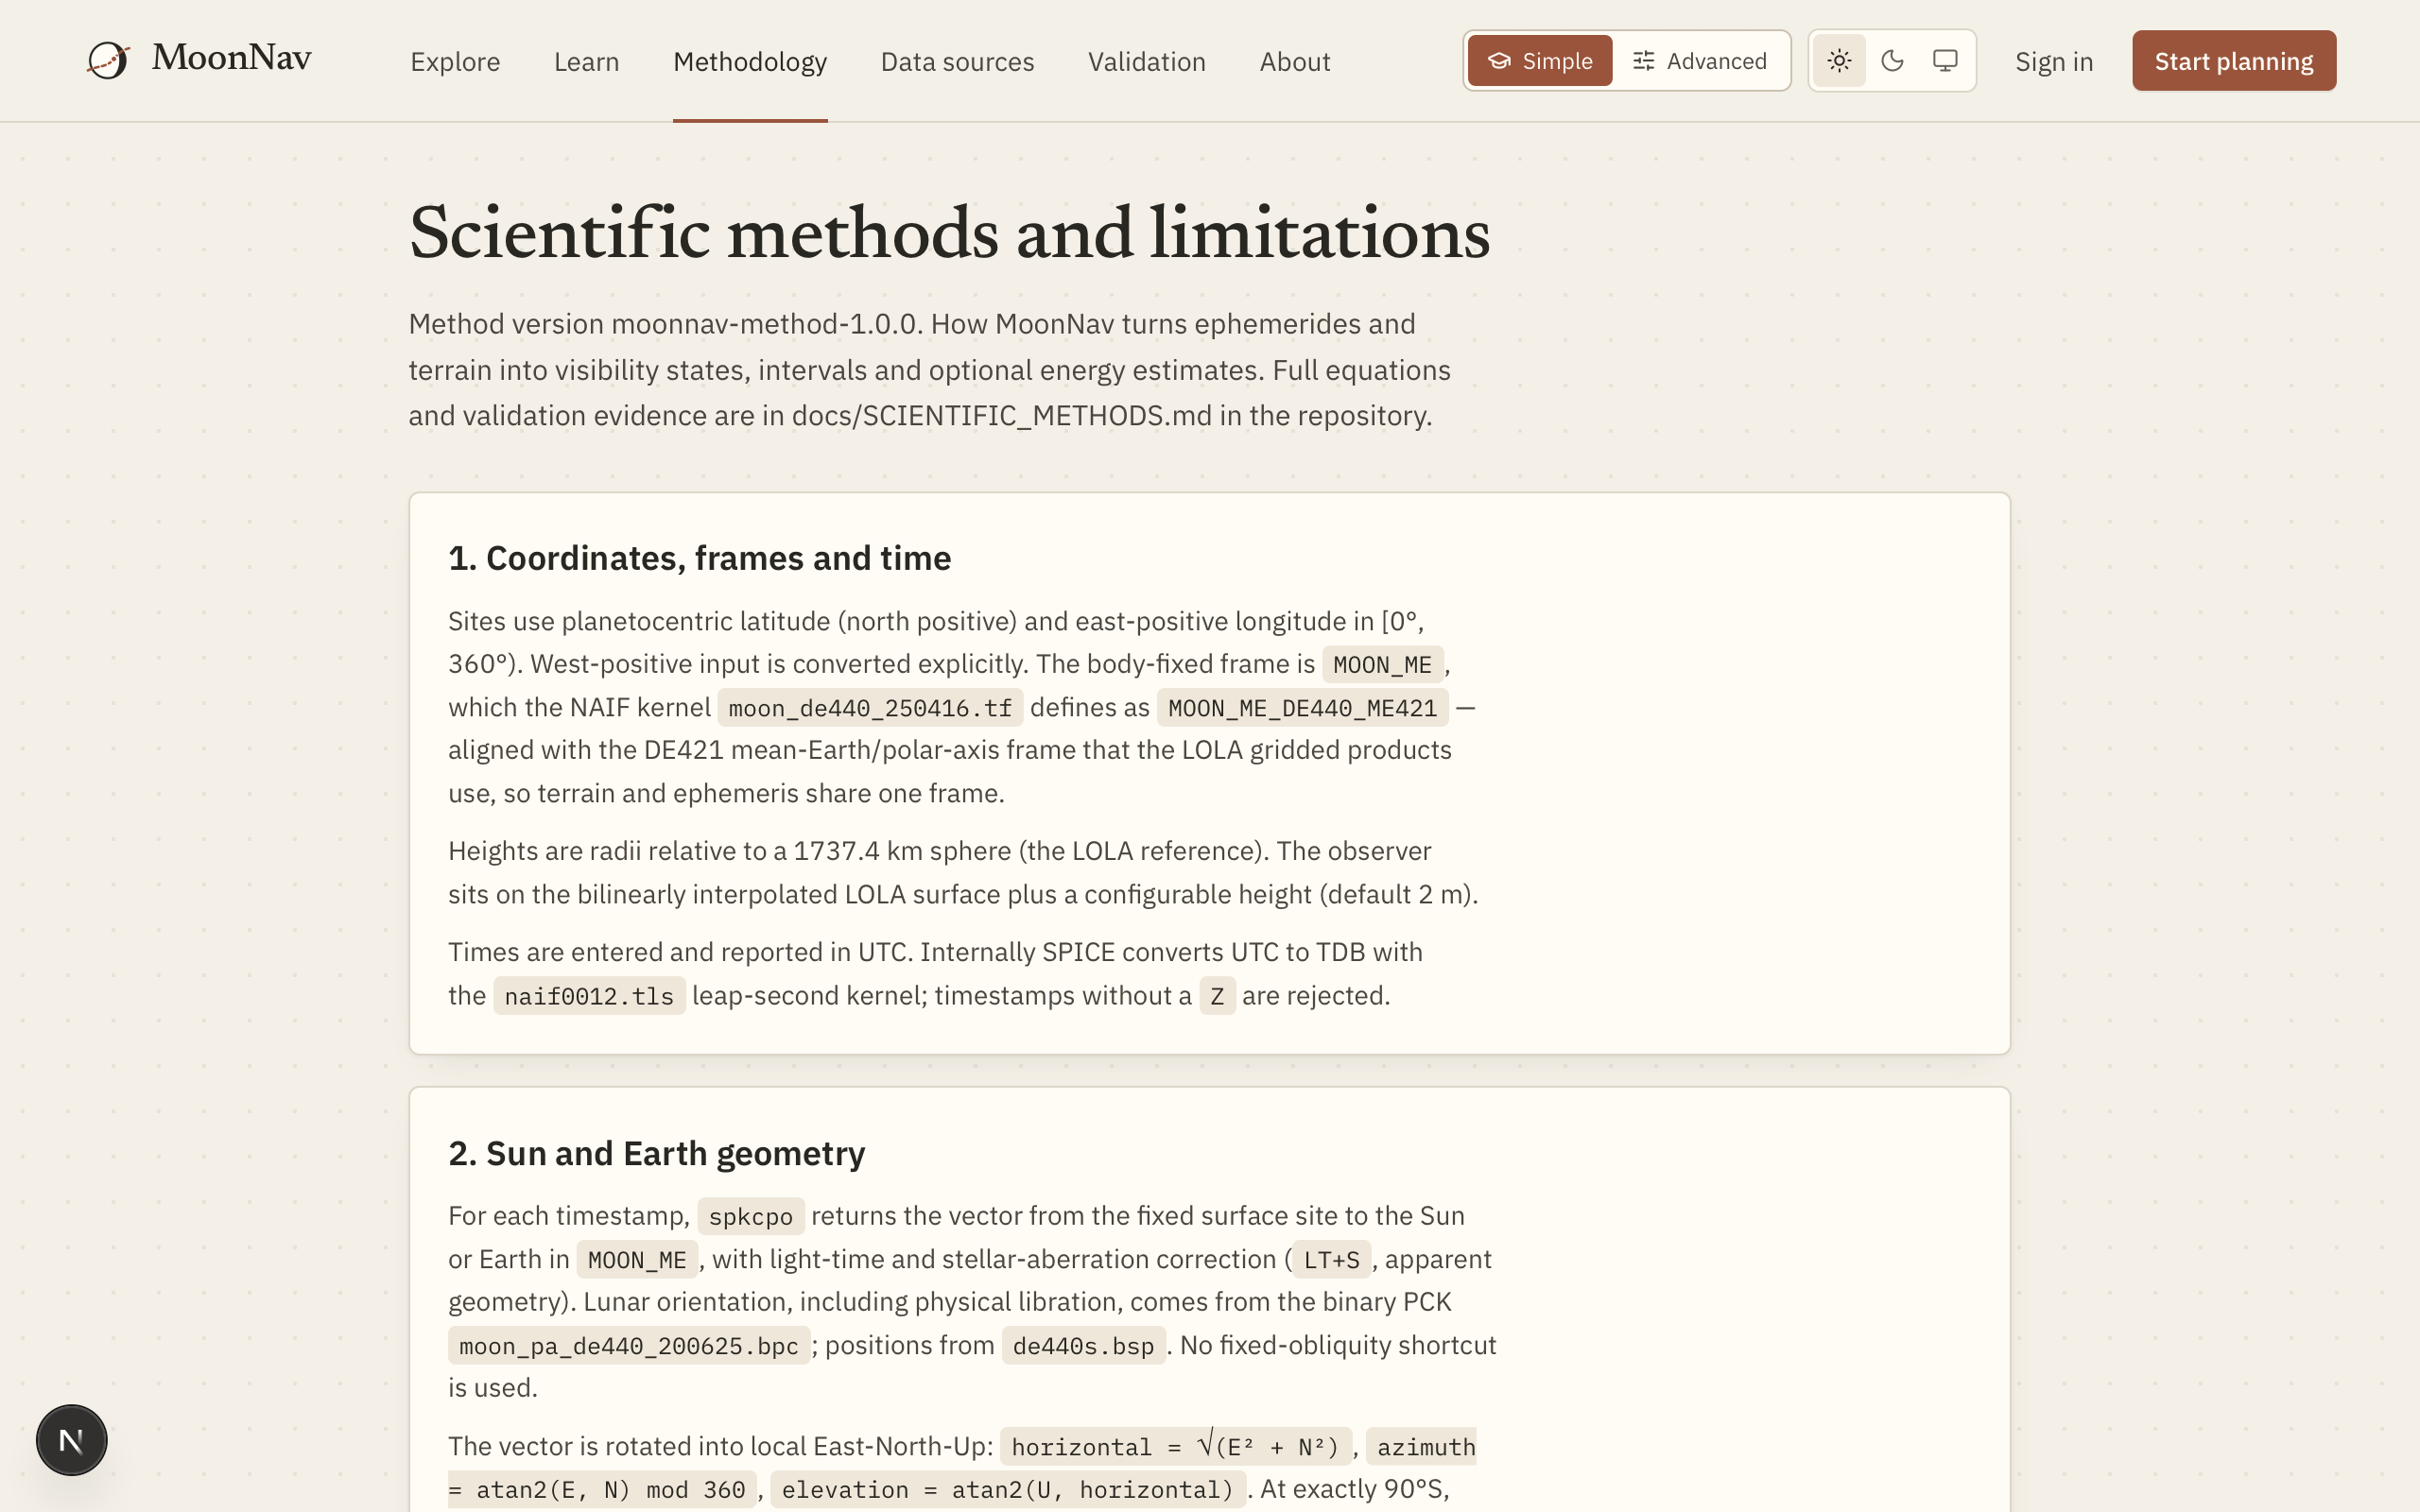 MoonNav
Explore
Learn
Methodology
Data sources
Validation
About
Simple
Advanced
Sign in
Start planning
Scientific methods and limitations
Method version moonnav-method-1.0.0. How MoonNav turns ephemerides and
terrain into visibility states, intervals and optional energy estimates. Full equations
and validation evidence are in docs/SCIENTIFIC_METHODS.md in the repository.
1. Coordinates, frames and time
Sites use planetocentric latitude (north positive) and east-positive longitude in [0°,
360°). West-positive input is converted explicitly. The body-fixed frame is MOON_ME,
which the NAIF kernel moon_de440_250416.tf defines as MOON_ME_DE440_ME421 —
aligned with the DE421 mean-Earth/polar-axis frame that the LOLA gridded products
use, so terrain and ephemeris share one frame.
Heights are radii relative to a 1737.4 km sphere (the LOLA reference). The observer
sits on the bilinearly interpolated LOLA surface plus a configurable height (default 2 m).
Times are entered and reported in UTC. Internally SPICE converts UTC to TDB with
the naif0012.tls leap-second kernel; timestamps without a Z are rejected.
2. Sun and Earth geometry
For each timestamp, spkcpo returns the vector from the fixed surface site to the Sun
or Earth in MOON_ME, with light-time and stellar-aberration correction (LT+S, apparent
geometry). Lunar orientation, including physical libration, comes from the binary PCK
moon_pa_de440_200625.bpc; positions from de440s.bsp. No fixed-obliquity shortcut
is used.
The vector is rotated into local East-North-Up: horizontal = √(E² + N²), azimuth
= atan2(E, N) mod 360, elevation = atan2(U, horizontal). At exactly 90°S,
N